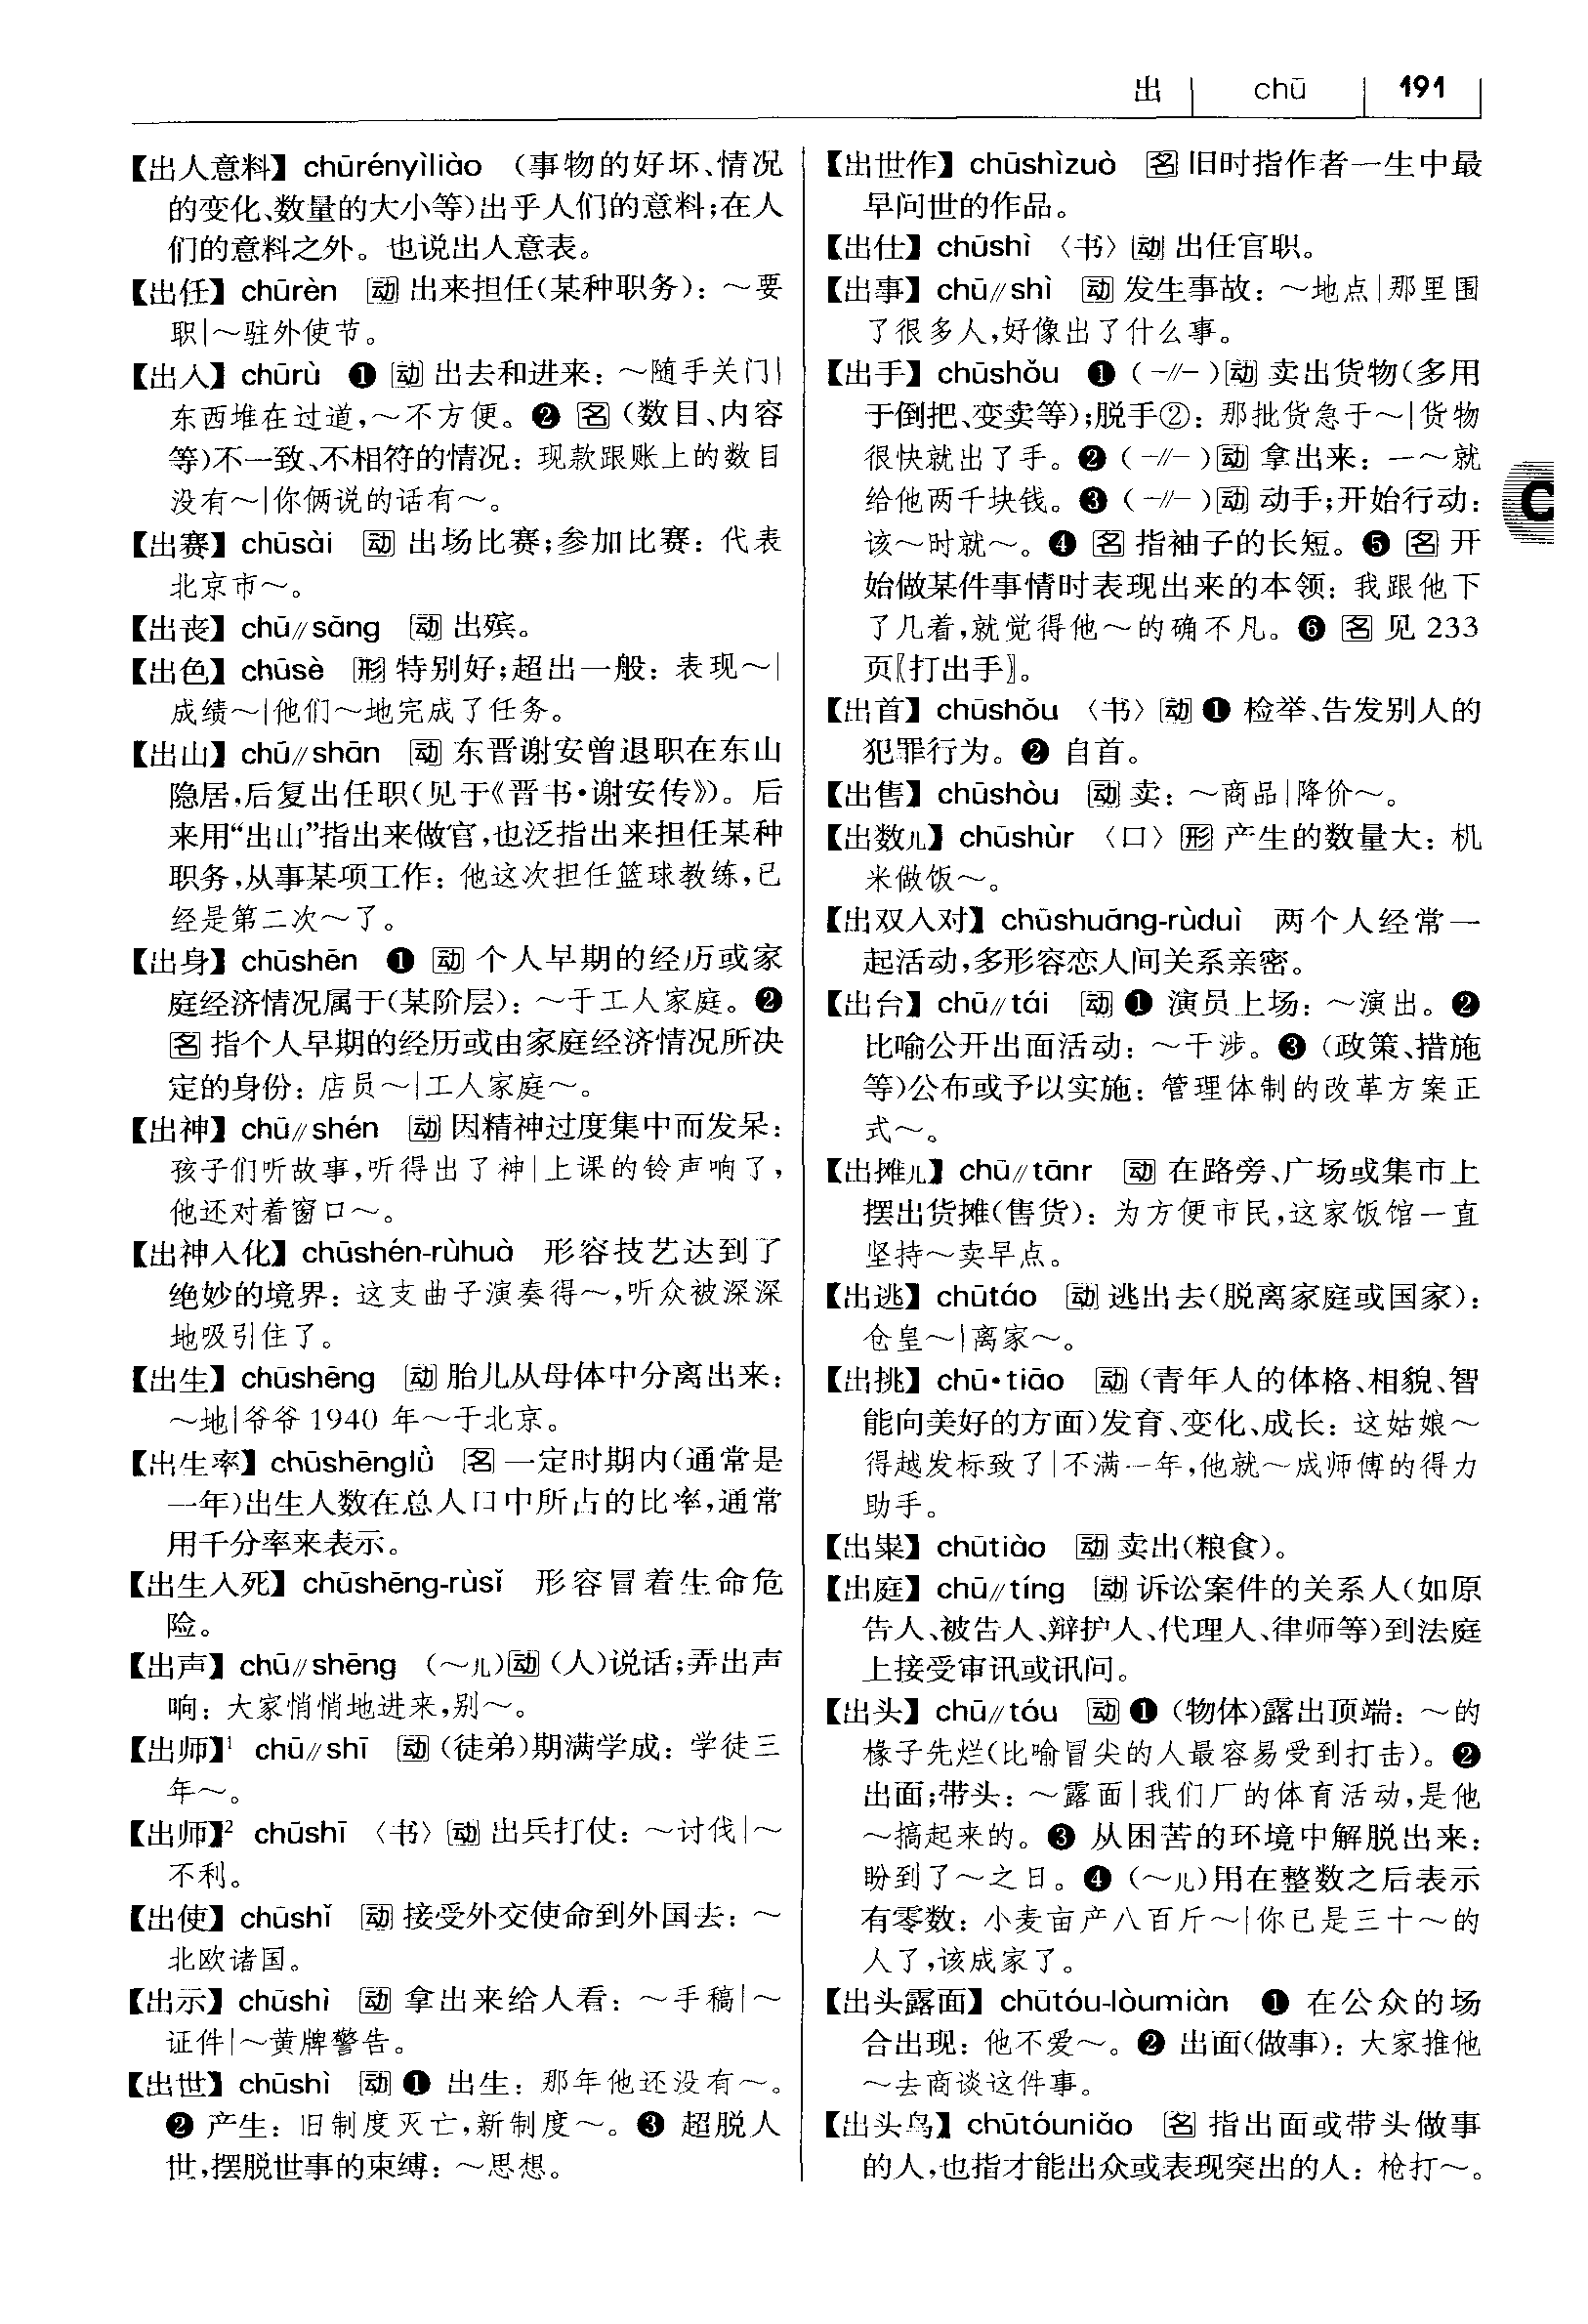 出 chū 191
【出人意料】 chūrényìliào （事物的好坏、情况
的变化、数量的大小等）出乎人们的意料；在人
们的意料之外。也说出人意表。
【出任】 chūrèn 动 出来担任（某种职务）：～要
职|～驻外使节。
【出入】 chūrù ❶ 动 出去和进来：～随手关门|
东西堆在过道，～不方便。❷ 名（数目、内容
等）不一致、不相符的情况：现款跟账上的数目
没有～|你俩说的话有～。
【出赛】 chūsài 动 出场比赛；参加比赛：代表
北京市～。
【出丧】 chū//sāng 动 出殡。
【出色】 chūsè 形 特别好；超出一般：表现～|
成绩～|他们～地完成了任务。
【出山】 chū//shān 动 东晋谢安曾退职在东山
隐居，后复出任职（见于《晋书·谢安传》）。后
来用“出山”指出来做官，也泛指出来担任某种
职务，从事某项工作：他这次担任篮球教练，已
经是第二次～了。
【出身】 chūshēn ❶ 动 个人早期的经历或家
庭经济情况属于（某阶层）：～于工人家庭。❷
名 指个人早期的经历或由家庭经济情况所决
定的身份：店员～|工人家庭～。
【出神】 chū//shén 动 因精神过度集中而发呆：
孩子们听故事，听得出了神|上课的铃声响了，
他还对着窗口～。
【出神入化】 chūshén-rùhuà 形容技艺达到了
绝妙的境界：这支曲子演奏得～，听众被深深
地吸引住了。
【出生】 chūshēng 动 胎儿从母体中分离出来：
～地|爷爷 1940 年～于北京。
【出生率】 chūshēnglǜ 名 一定时期内（通常是
一年）出生人数在总人口中所占的比率，通常
用千分率来表示。
【出生入死】 chūshēng-rùsǐ 形容冒着生命危
险。
【出声】 chū//shēng （～儿）动（人）说话；弄出声
响：大家悄悄地进来，别～。
【出师】¹ chū//shī 动（徒弟）期满学成：学徒三
年～。
【出师】² chūshī 〈书〉动 出兵打仗：～讨伐|～
不利。
【出使】 chūshǐ 动 接受外交使命到外国去：～
北欧诸国。
【出示】 chūshì 动 拿出来给人看：～手稿|～
证件|～黄牌警告。
【出世】 chūshì 动 ❶ 出生：那年他还没有～。
❷ 产生：旧制度灭亡，新制度～。❸ 超脱人
世，摆脱世事的束缚：～思想。
【出世作】 chūshìzuò 名 旧时指作者一生中最
早问世的作品。
【出仕】 chūshì 〈书〉动 出任官职。
【出事】 chū//shì 动 发生事故：～地点|那里围
了很多人，好像出了什么事。
【出手】 chūshǒu ❶（-//-）动 卖出货物（多用
于倒把、变卖等）；脱手②：那批货急于～|货物
很快就出了手。❷（-//-）动 拿出来：一～就
给他两千块钱。❸（-//-）动 动手；开始行动：
该～时就～。❹ 名 指袖子的长短。❺ 名 开
始做某件事情时表现出来的本领：我跟他下
了几着，就觉得他～的确不凡。❻ 名 见 233
页〖打出手〗。
【出首】 chūshǒu 〈书〉动 ❶ 检举、告发别人的
犯罪行为。❷ 自首。
【出售】 chūshòu 动 卖：～商品|降价～。
【出数儿】 chūshùr 〈口〉形 产生的数量大：机
米做饭～。
【出双入对】 chūshuāng-rùduì 两个人经常一
起活动，多形容恋人间关系亲密。
【出台】 chū//tái 动 ❶ 演员上场：～演出。❷
比喻公开出面活动：～干涉。❸（政策、措施
等）公布或予以实施：管理体制的改革方案正
式～。
【出摊儿】 chū//tānr 动 在路旁、广场或集市上
摆出货摊（售货）：为方便市民，这家饭馆一直
坚持～卖早点。
【出逃】 chūtáo 动 逃出去（脱离家庭或国家）：
仓皇～|离家～。
【出挑】 chū·tiāo 动（青年人的体格、相貌、智
能向美好的方面）发育、变化、成长：这姑娘～
得越发标致了|不满一年，他就～成师傅的得力
助手。
【出粜】 chūtiào 动 卖出（粮食）。
【出庭】 chū//tíng 动 诉讼案件的关系人（如原
告人、被告人、辩护人、代理人、律师等）到法庭
上接受审讯或讯问。
【出头】 chū//tóu 动 ❶（物体）露出顶端：～的
椽子先烂（比喻冒尖的人最容易受到打击）。❷
出面；带头：～露面|我们厂的体育活动，是他
～搞起来的。❸ 从困苦的环境中解脱出来：
盼到了～之日。❹（～儿）用在整数之后表示
有零数：小麦亩产八百斤～|你已是三十～的
人了，该成家了。
【出头露面】 chūtóu-lòumiàn ❶ 在公众的场
合出现：他不爱～。❷ 出面（做事）：大家推他
～去商谈这件事。
【出头鸟】 chūtóuniǎo 名 指出面或带头做事
的人，也指才能出众或表现突出的人：枪打～。
C